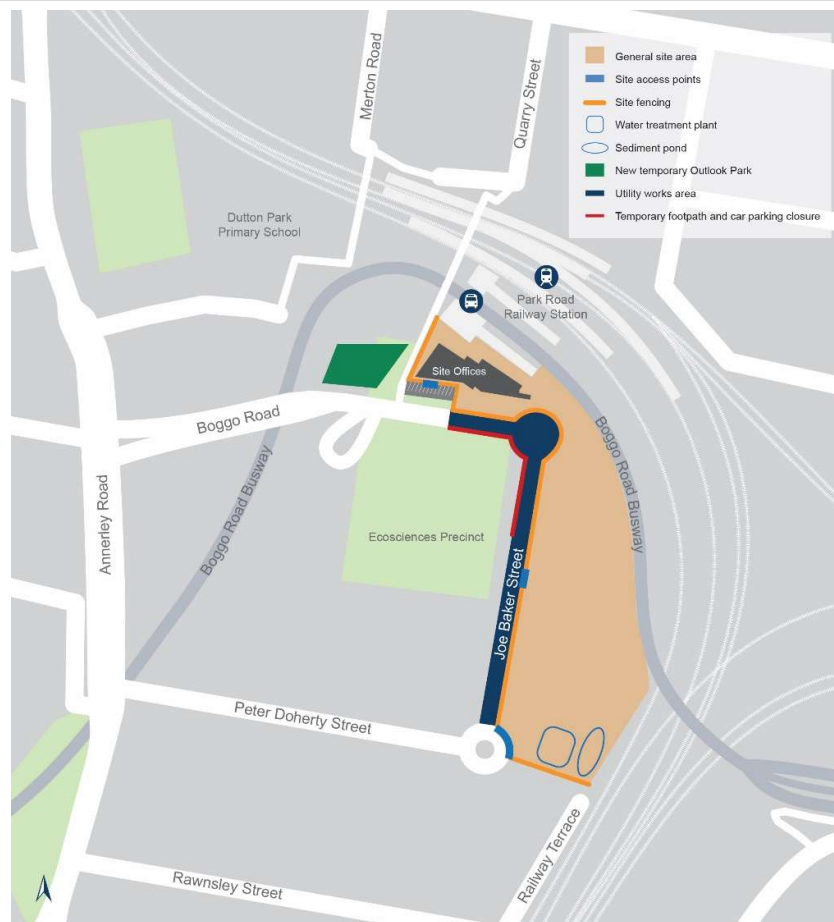 Merton Road
Quarry Street
General site area
Site access points
Site fencing
Water treatment plant
Sediment pond
New temporary Outlook Park
Utility works area
Temporary footpath and car parking closure
Dutton Park
Primary School
Park Road
Railway Station
Site Offices
Boggo Road
Boggo Road Busway
Boggo Road Busway
Annerley Road
Ecosciences Precinct
Joe Baker Street
Peter Doherty Street
Railway Terrace
Rawnsley Street